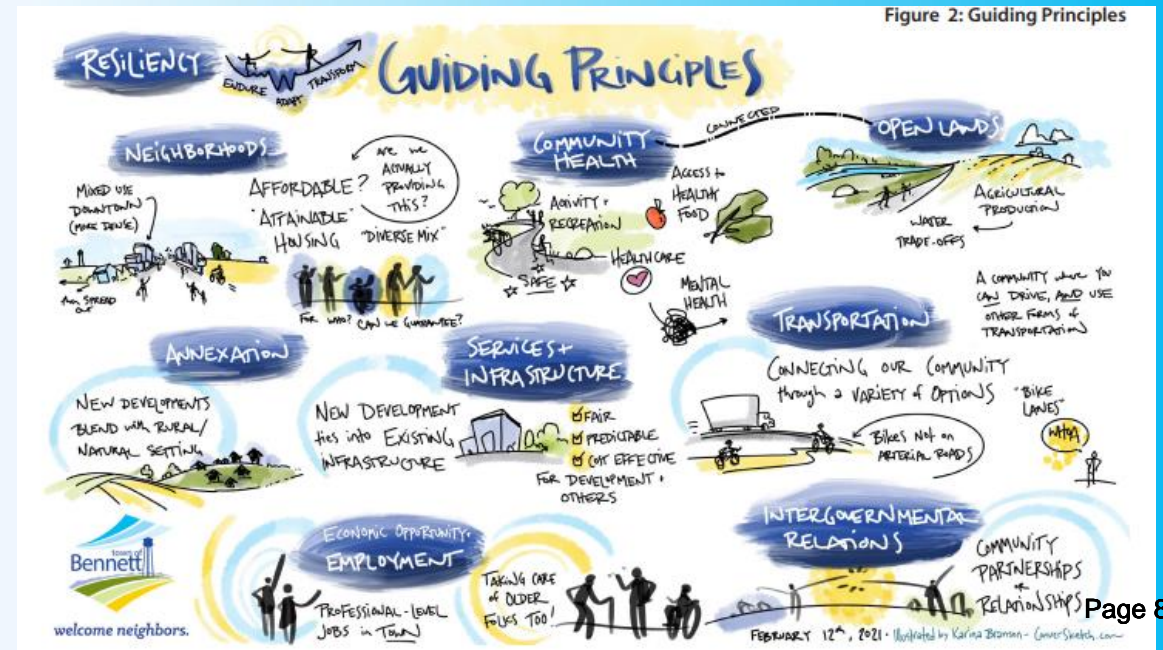 Figure 2: Guiding Principles
RESILIENCY
ENDURE
ADAPT
TRANSFORM
GUIDING PRINCIPLES
NEIGHBORHOODS
MIXED USE
DOWNTOWN
(MORE DENSE)
then SPREAD
out
AFFORDABLE?
"ATTAINABLE"
HOUSING
ARE WE
ACTUALLY
PROVIDING
THIS?
"DIVERSE MIX"
FOR WHO? CAN WE GUARANTEE?
COMMUNITY
HEALTH
CONNECTED
ACTIVITY +
RECREATION
SAFE
ACCESS to
HEALTHY
FOOD
HEALTHCARE
MENTAL
HEALTH
OPEN LANDS
AGRICULTURAL
PRODUCTION
WATER
TRADE-OFFS
ANNEXATION
NEW DEVELOPMENTS
BLEND with RURAL/
NATURAL SETTING
SERVICES +
INFRASTRUCTURE
NEW DEVELOPMENT
ties into EXISTING
INFRASTRUCTURE
FAIR
PREDICTABLE
COST EFFECTIVE
FOR DEVELOPMENT +
OTHERS
TRANSPORTATION
A COMMUNITY where YOU
CAN DRIVE, AND USE
OTHER FORMS of
TRANSPORTATION
CONNECTING OUR COMMUNITY
through a VARIETY of OPTIONS
Bikes Not on
ARTERIAL ROADS
"BIKE
LANES"
town of
Bennett
welcome neighbors.
ECONOMIC OPPORTUNITY +
EMPLOYMENT
PROFESSIONAL-LEVEL
JOBS in TOWN
TAKING CARE
of OLDER
FOLKS TOO!
INTERGOVERNMENTAL
RELATIONS
COMMUNITY
PARTNERSHIPS
+
RELATIONSHIPS
Page 8
FEBRUARY 12th, 2021 · Illustrated by Karina Branson - ConverSketch.com